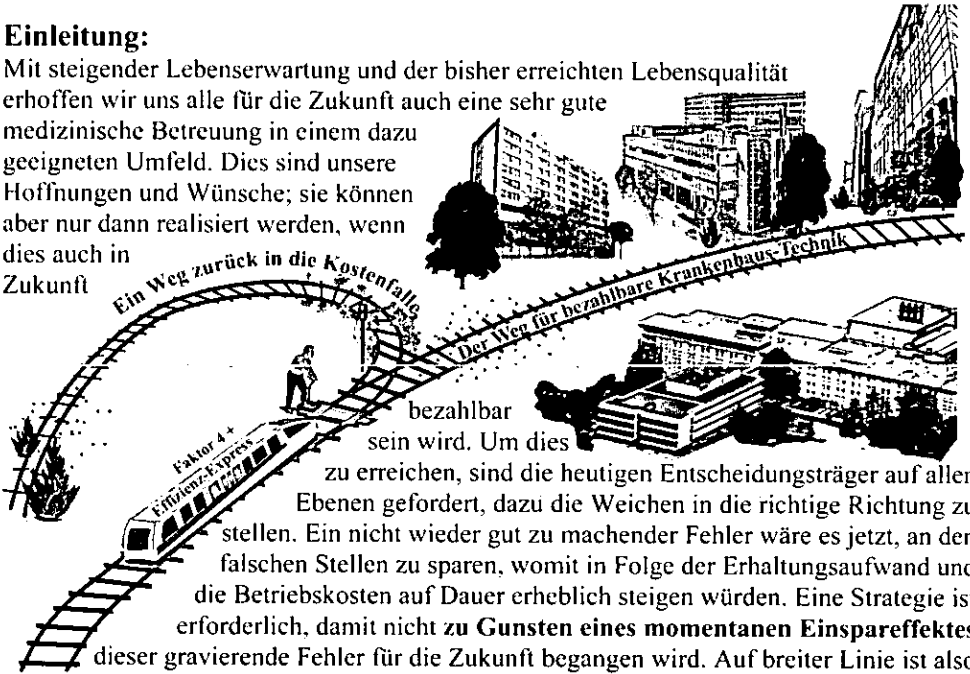 Einleitung:
Mit steigender Lebenserwartung und der bisher erreichten Lebensqualität
erhoffen wir uns alle für die Zukunft auch eine sehr gute
medizinische Betreuung in einem dazu
geeigneten Umfeld. Dies sind unsere
Hoffnungen und Wünsche; sie können
aber nur dann realisiert werden, wenn
dies auch in
Zukunft
Ein Weg zurück in die Kostenfalle
Der Weg für bezahlbare Krankenhaus-Technik
Faktor 4 +
Effizienz-Express
bezahlbar
sein wird. Um dies
zu erreichen, sind die heutigen Entscheidungsträger auf allen
Ebenen gefordert, dazu die Weichen in die richtige Richtung zu
stellen. Ein nicht wieder gut zu machender Fehler wäre es jetzt, an den
falschen Stellen zu sparen, womit in Folge der Erhaltungsaufwand und
die Betriebskosten auf Dauer erheblich steigen würden. Eine Strategie ist
erforderlich, damit nicht zu Gunsten eines momentanen Einspareffektes
dieser gravierende Fehler für die Zukunft begangen wird. Auf breiter Linie ist also